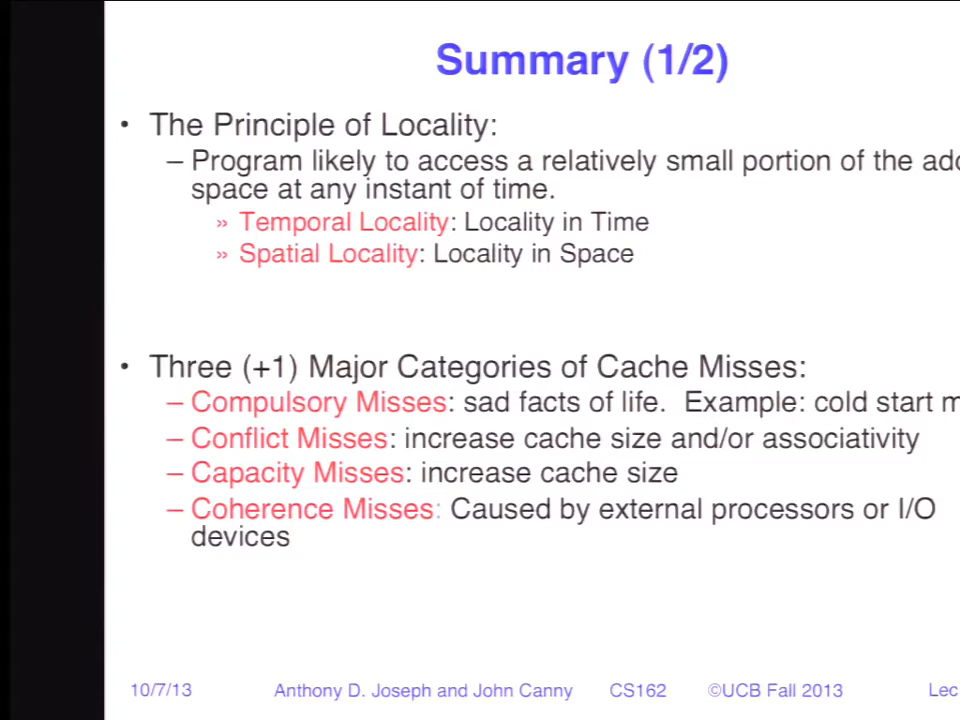 Summary (1/2)
• The Principle of Locality:
– Program likely to access a relatively small portion of the
space at any instant of time.
» Temporal Locality: Locality in Time
» Spatial Locality: Locality in Space
• Three (+1) Major Categories of Cache Misses:
– Compulsory Misses: sad facts of life. Example: cold start
– Conflict Misses: increase cache size and/or associativity
– Capacity Misses: increase cache size
– Coherence Misses: Caused by external processors or I/O
devices
10/7/13 Anthony D. Joseph and John Canny CS162 ©UCB Fall 2013